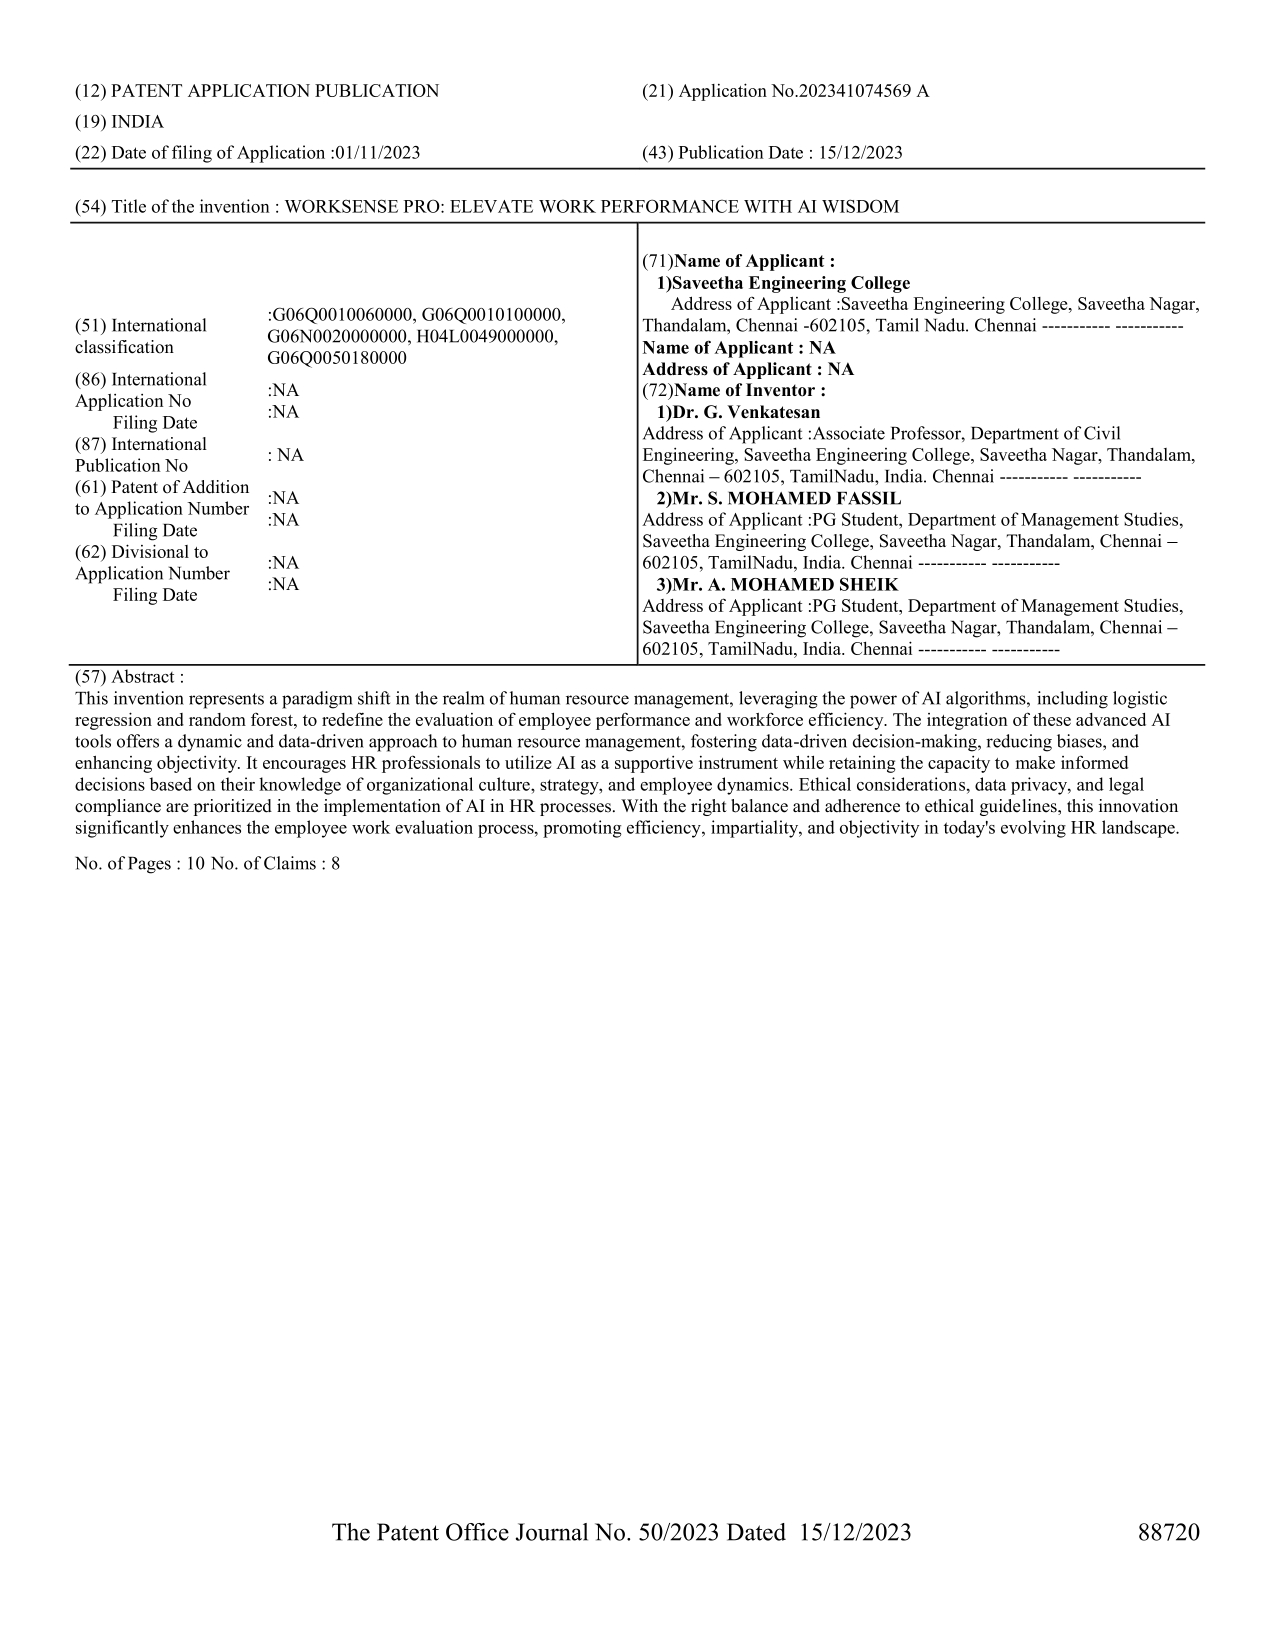 (12) PATENT APPLICATION PUBLICATION
(21) Application No.202341074569 A
(19) INDIA
(22) Date of filing of Application :01/11/2023
(43) Publication Date : 15/12/2023
(54) Title of the invention : WORKSENSE PRO: ELEVATE WORK PERFORMANCE WITH AI WISDOM
(51) International
classification
:G06Q0010060000, G06Q0010100000,
G06N0020000000, H04L0049000000,
G06Q0050180000
(86) International
Application No
Filing Date
:NA
:NA
(87) International
Publication No
: NA
(61) Patent of Addition
to Application Number
Filing Date
:NA
:NA
(62) Divisional to
Application Number
Filing Date
:NA
:NA
(71)Name of Applicant :
1)Saveetha Engineering College
Address of Applicant :Saveetha Engineering College, Saveetha Nagar,
Thandalam, Chennai -602105, Tamil Nadu. Chennai ----------- -----------
Name of Applicant : NA
Address of Applicant : NA
(72)Name of Inventor :
1)Dr. G. Venkatesan
Address of Applicant :Associate Professor, Department of Civil
Engineering, Saveetha Engineering College, Saveetha Nagar, Thandalam,
Chennai – 602105, TamilNadu, India. Chennai ----------- -----------
2)Mr. S. MOHAMED FASSIL
Address of Applicant :PG Student, Department of Management Studies,
Saveetha Engineering College, Saveetha Nagar, Thandalam, Chennai –
602105, TamilNadu, India. Chennai ----------- -----------
3)Mr. A. MOHAMED SHEIK
Address of Applicant :PG Student, Department of Management Studies,
Saveetha Engineering College, Saveetha Nagar, Thandalam, Chennai –
602105, TamilNadu, India. Chennai ----------- -----------
(57) Abstract :
This invention represents a paradigm shift in the realm of human resource management, leveraging the power of AI algorithms, including logistic
regression and random forest, to redefine the evaluation of employee performance and workforce efficiency. The integration of these advanced AI
tools offers a dynamic and data-driven approach to human resource management, fostering data-driven decision-making, reducing biases, and
enhancing objectivity. It encourages HR professionals to utilize AI as a supportive instrument while retaining the capacity to make informed
decisions based on their knowledge of organizational culture, strategy, and employee dynamics. Ethical considerations, data privacy, and legal
compliance are prioritized in the implementation of AI in HR processes. With the right balance and adherence to ethical guidelines, this innovation
significantly enhances the employee work evaluation process, promoting efficiency, impartiality, and objectivity in today's evolving HR landscape.
No. of Pages : 10 No. of Claims : 8
The Patent Office Journal No. 50/2023 Dated  15/12/2023
88720